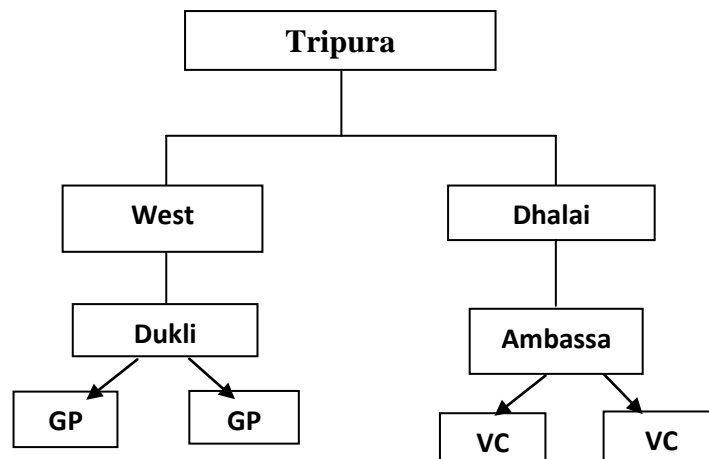 Tripura
West
Dhalai
Dukli
Ambassa
GP
GP
VC
VC